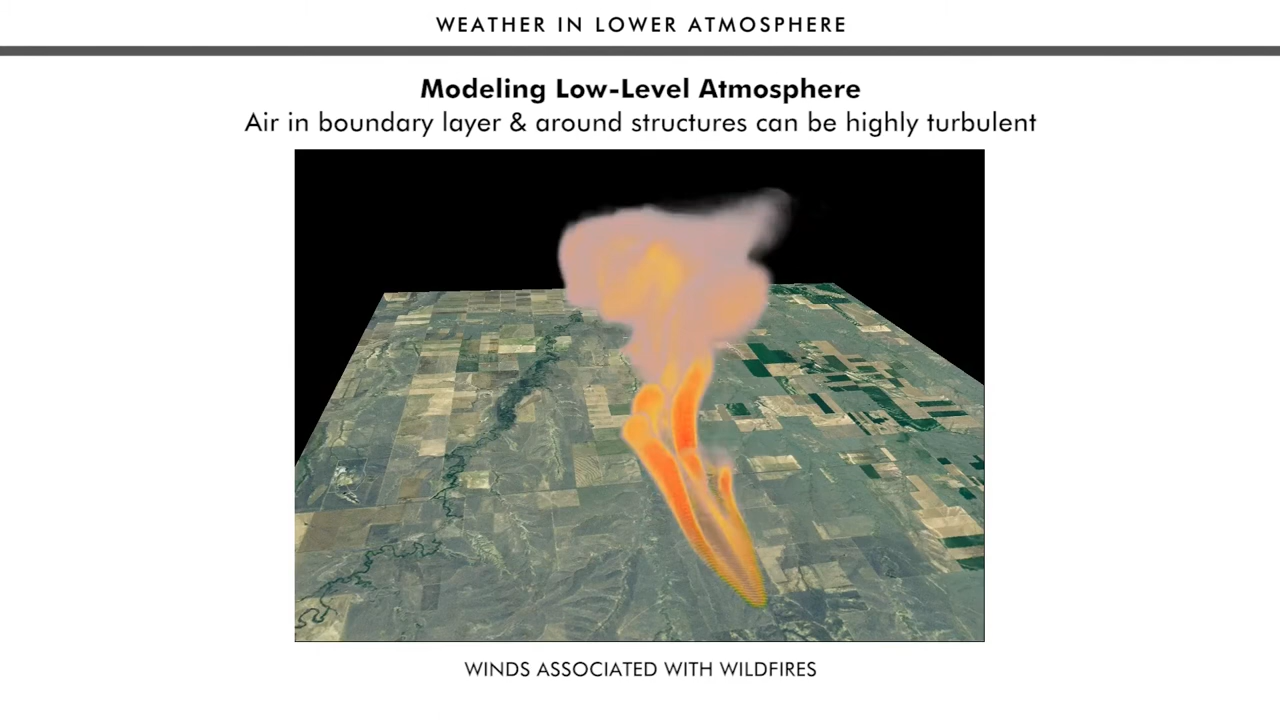 WEATHER IN LOWER ATMOSPHERE
Modeling Low-Level Atmosphere
Air in boundary layer & around structures can be highly turbulent
WINDS ASSOCIATED WITH WILDFIRES